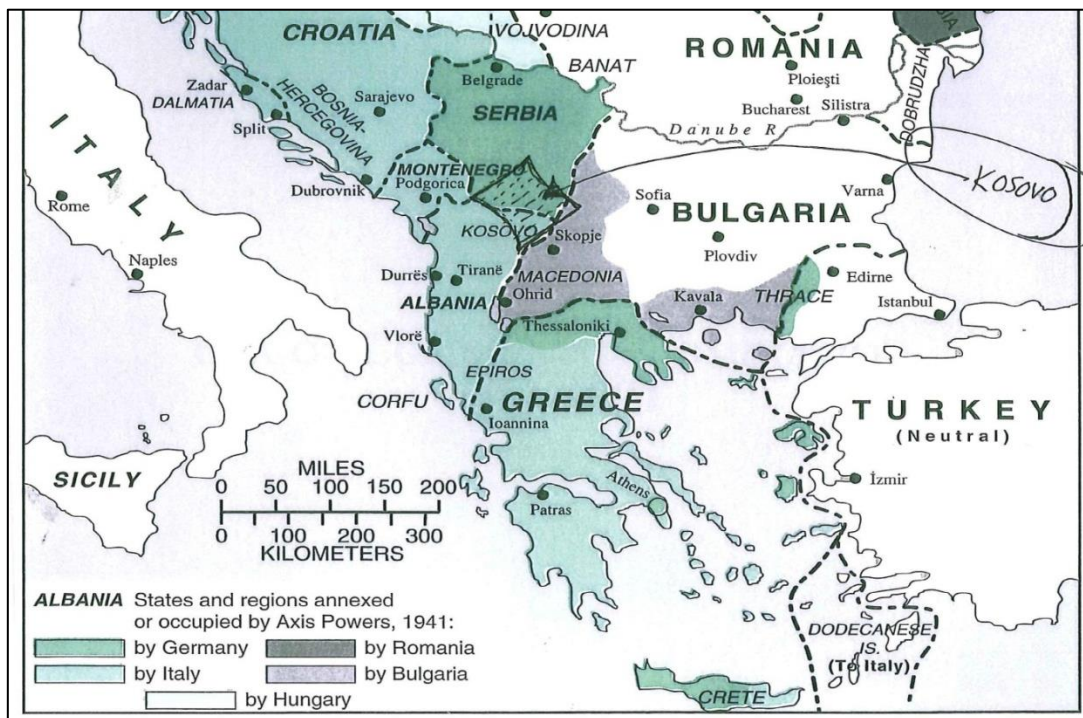 CROATIA
VOJVODINA
ROMANIA
BANAT
Belgrade
Ploieşti
Zadar
DALMATIA
BOSNIA-
HERCEGOVINA
Sarajevo
SERBIA
Bucharest
Silistra
DOBRUDZHA
Split
Danube R
ITALY
MONTENEGRO
Dubrovnik
Podgorica
Kosovo
Rome
Sofia
Varna
KOSOVO
BULGARIA
Skopje
Naples
Plovdiv
Durrës
Tiranë
MACEDONIA
Edirne
ALBANIA
Ohrid
Kavala
THRACE
Istanbul
Vlorë
Thessaloniki
EPIROS
CORFU
GREECE
TURKEY
(Neutral)
Ioannina
SICILY
MILES
0 50 100 150 200
0 100 200 300
KILOMETERS
Athens
Patras
İzmir
ALBANIA States and regions annexed
or occupied by Axis Powers, 1941:
by Germany
by Romania
by Italy
by Bulgaria
by Hungary
DODECANESE
IS.
(To Italy)
CRETE